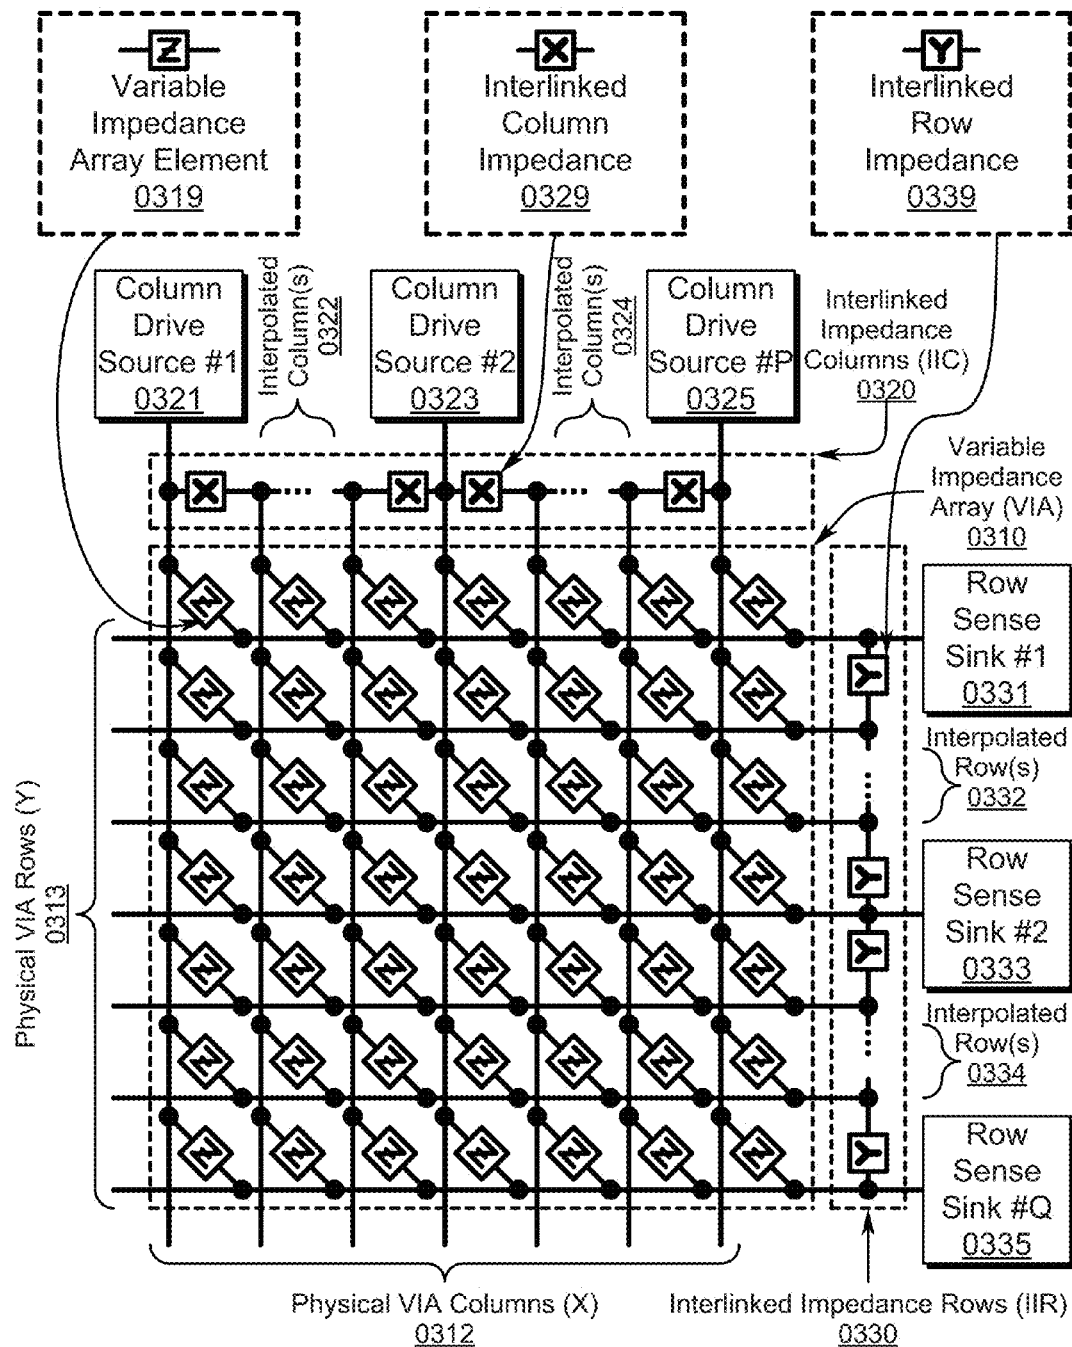 Z
Variable
Impedance
Array Element
0319
X
Interlinked
Column
Impedance
0329
Y
Interlinked
Row
Impedance
0339
Column
Drive
Source #1
0321
Interpolated
Column(s)
0322
Column
Drive
Source #2
0323
Interpolated
Column(s)
0324
Column
Drive
Source #P
0325
Interlinked
Impedance
Columns (IIC)
0320
X
X
X
X
Variable
Impedance
Array (VIA)
0310
Z Z Z Z Z Z Z
Z Z Z Z Z Z Z
Z Z Z Z Z Z Z
Z Z Z Z Z Z Z
Z Z Z Z Z Z Z
Z Z Z Z Z Z Z
Z Z Z Z Z Z Z
Y
Y
Y
Y
Row
Sense
Sink #1
0331
Interpolated
Row(s)
0332
Row
Sense
Sink #2
0333
Interpolated
Row(s)
0334
Row
Sense
Sink #Q
0335
Physical VIA Rows (Y)
0313
Physical VIA Columns (X)
0312
Interlinked Impedance Rows (IIR)
0330